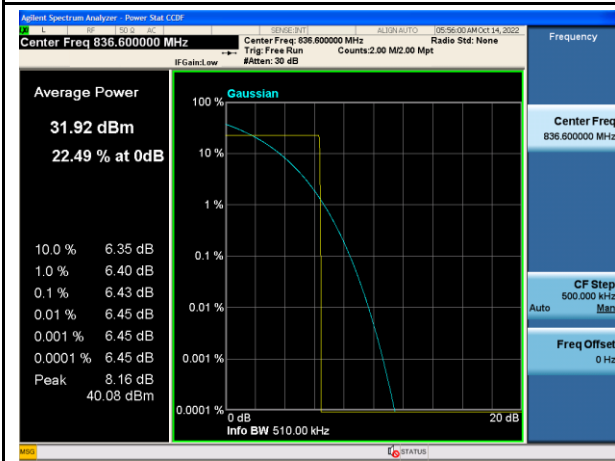 Agilent Spectrum Analyzer - Power Stat CCDF
L RF 50 Ω AC SENSE:INT ALIGN AUTO 05:56:00 AM Oct 14, 2022
Center Freq 836.600000 MHz
Center Freq: 836.600000 MHz Radio Std: None
Trig: Free Run Counts:2.00 M/2.00 Mpt
IFGain:Low #Atten: 30 dB
Frequency
Average Power
31.92 dBm
22.49 % at 0dB
10.0 % 6.35 dB
1.0 % 6.40 dB
0.1 % 6.43 dB
0.01 % 6.45 dB
0.001 % 6.45 dB
0.0001 % 6.45 dB
Peak 8.16 dB
40.08 dBm
Gaussian
100 %
10 %
1 %
0.1 %
0.01 %
0.001 %
0.0001 %
0 dB 20 dB
Info BW 510.00 kHz
Center Freq
836.600000 MHz
CF Step
500.000 kHz
Auto Man
Freq Offset
0 Hz
MSG STATUS